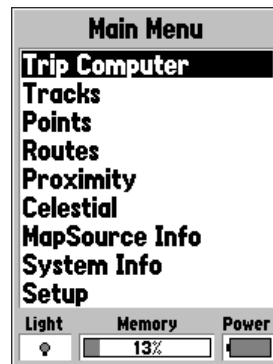 Main Menu
Trip Computer
Tracks
Points
Routes
Proximity
Celestial
MapSource Info
System Info
Setup
Light Memory Power
13%